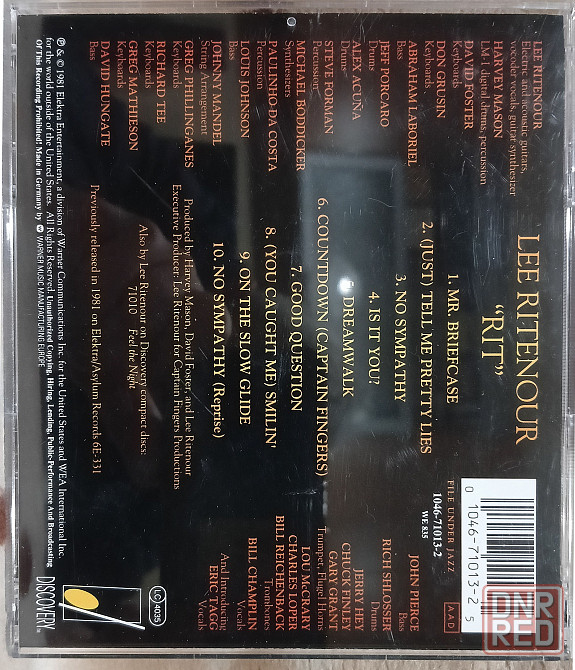 LEE RITENOUR
"RIT"
1. MR. BRIEFCASE
2. (JUST) TELL ME PRETTY LIES
3. NO SYMPATHY
4. IS IT YOU?
DREAMWALK
6. COUNTDOWN (CAPTAIN FINGERS)
7. GOOD QUESTION
8. (YOU CAUGHT ME) SMILIN'
9. ON THE SLOW GLIDE
10. NO SYMPATHY (Reprise)
Produced by Harvey Mason, David Foster, and Lee Ritenour
Executive Producer: Lee Ritenour for Captain Fingers Productions
Also by Lee Ritenour on Discovery compact discs:
71010 Feel the Night
Previously released in 1981 on Elektra/Asylum Records 6E-331
LEE RITENOUR
Electric and acoustic guitars,
vocoder vocals, guitar synthesizer
HARVEY MASON
LM-1 digital drums, percussion
DAVID FOSTER
Keyboards
DON GRUSIN
Keyboards
ABRAHAM LABORIEL
Bass
JEFF PORCARO
Drums
ALEX ACUÑA
Drums
STEVE FORMAN
Percussion
MICHAEL BODDICKER
Synthesizers
PAULINHO DA COSTA
Percussion
LOUIS JOHNSON
Bass
JOHNNY MANDEL
String Arrangement
GREG PHILLINGANES
Keyboards
RICHARD TEE
Keyboards
GREG MATHIESON
Keyboards
DAVID HUNGATE
Bass
0 1046-71013-2 5
FILE UNDER JAZZ
AAD
1046-71013-2
WE 835
JOHN PIERCE
Bass
RICH SHLOSSER
Drums
JERRY HEY
CHUCK FINLEY
GARY GRANT
Trumpet, Flugel Horns
LOU McCRARY
CHARLES LOPER
BILL REICHENBACK
Trombones
BILL CHAMPLIN
Vocals
And Introducing
ERIC TAGG
Vocals
LC 4035
℗ & © 1981 Elektra Entertainment, a division of Warner Communications Inc. for the United States and WEA International Inc.
for the world outside of the United States. All Rights Reserved. Unauthorized Copying, Hiring, Lending, Public-Performance And Broadcasting
Of This Recording Prohibited! Made in Germany by WARNER MUSIC MANUFACTURING EUROPE
DISCOVERY
DNR
RED